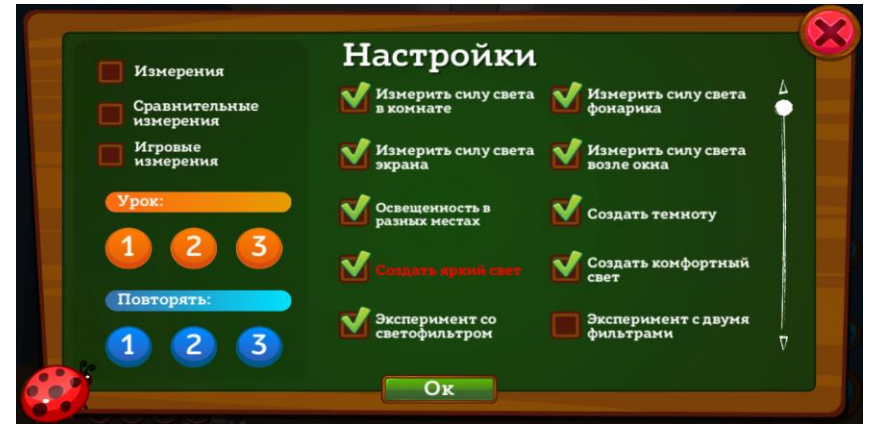 Настройки
Измерения
Сравнительные
измерения
Игровые
измерения
Урок:
1 2 3
Повторять:
1 2 3
Измерить силу света
в комнате
Измерить силу света
фонарика
Измерить силу света
экрана
Измерить силу света
возле окна
Освещенность в
разных местах
Создать темноту
Создать яркий свет
Создать комфортный
свет
Эксперимент со
светофильтром
Эксперимент с двумя
фильтрами
Ок